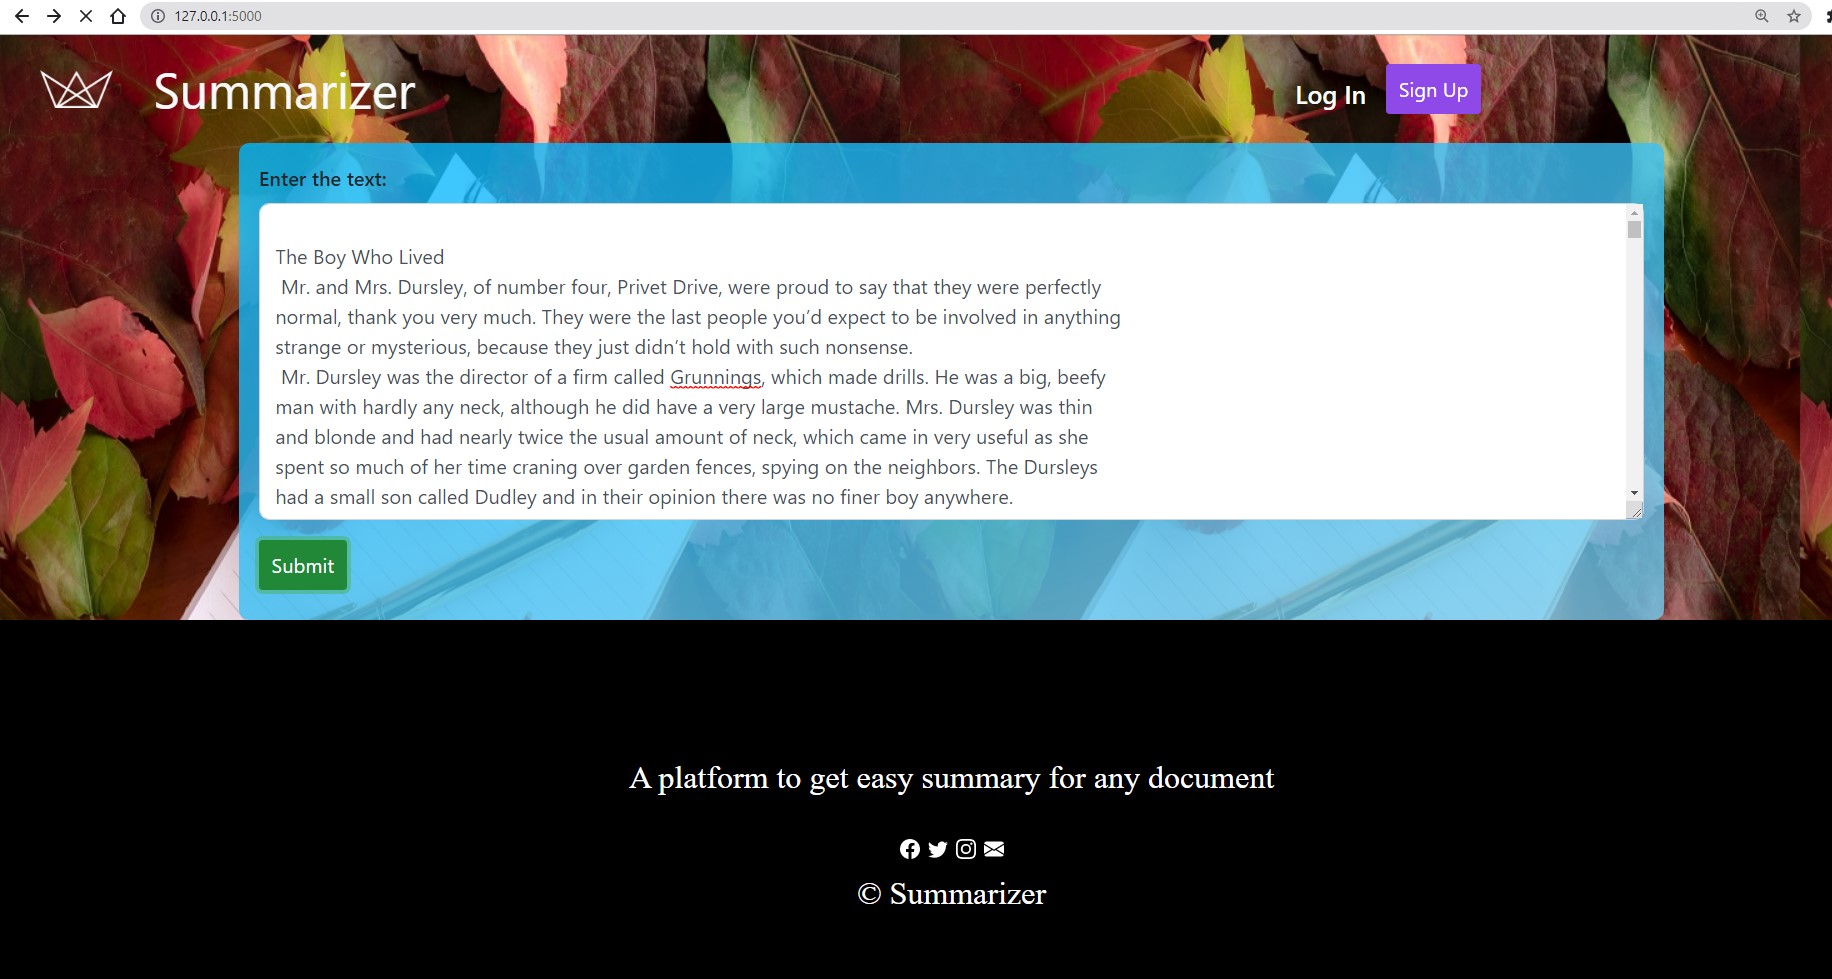 127.0.0.1:5000
Summarizer
Log In
Sign Up
Enter the text:
The Boy Who Lived
Mr. and Mrs. Dursley, of number four, Privet Drive, were proud to say that they were perfectly
normal, thank you very much. They were the last people you’d expect to be involved in anything
strange or mysterious, because they just didn’t hold with such nonsense.
Mr. Dursley was the director of a firm called Grunnings, which made drills. He was a big, beefy
man with hardly any neck, although he did have a very large mustache. Mrs. Dursley was thin
and blonde and had nearly twice the usual amount of neck, which came in very useful as she
spent so much of her time craning over garden fences, spying on the neighbors. The Dursleys
had a small son called Dudley and in their opinion there was no finer boy anywhere.
Submit
A platform to get easy summary for any document
© Summarizer